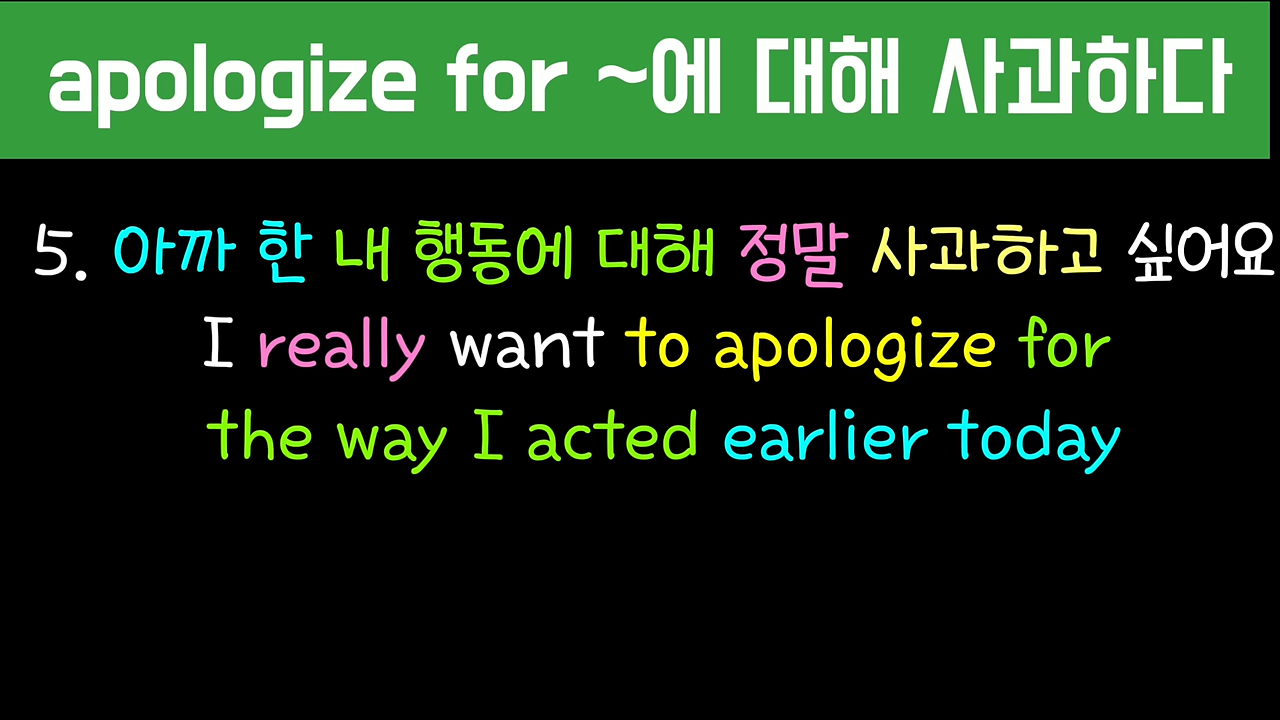 apologize for ~에 대해 사과하다
5. 아까 한 내 행동에 대해 정말 사과하고 싶어요
I really want to apologize for
the way I acted earlier today